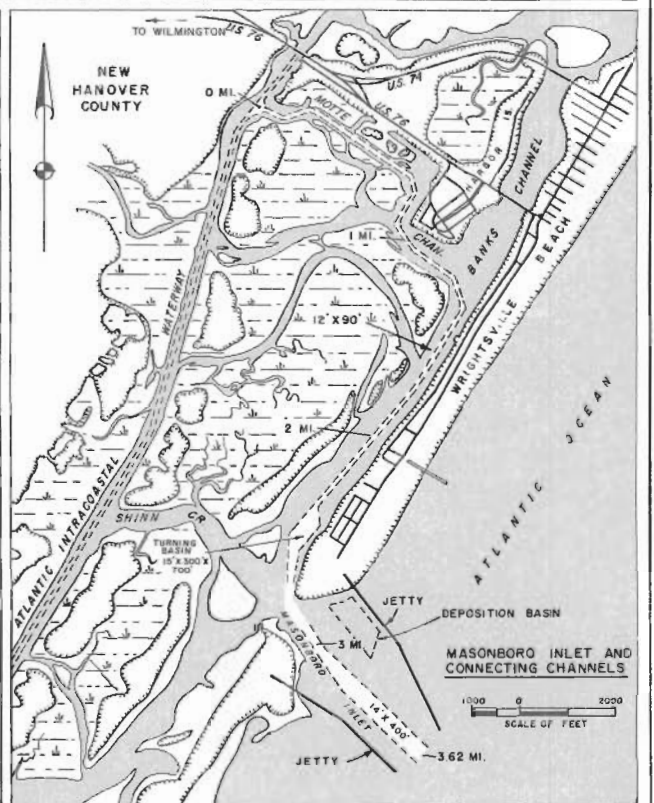 TO WILMINGTON
U.S. 76
NEW
HANOVER
COUNTY
U.S. 74
0 MI.
MOTTE
U.S. 76
HARBOR IS.
CHANNEL
CHAN.
BANKS
1 MI.
WRIGHTSVILLE BEACH
12' X 90'
2 MI.
ATLANTIC OCEAN
ATLANTIC INTRACOASTAL WATERWAY
SHINN CR.
TURNING
BASIN
15' X 300' X
700'
JETTY
DEPOSITION BASIN
MASONBORO INLET
3 MI.
14' X 400'
3.62 MI.
JETTY
MASONBORO INLET AND
CONNECTING CHANNELS
1000 0 2000
SCALE OF FEET